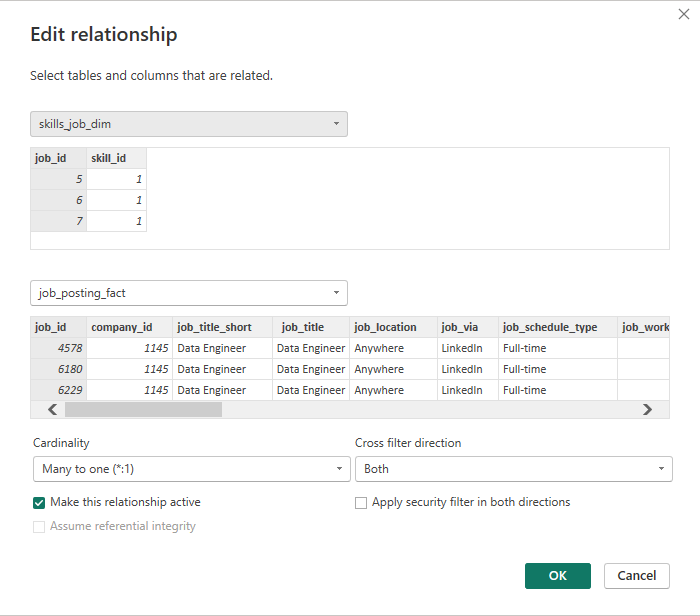 Edit relationship
Select tables and columns that are related.
skills_job_dim
job_id skill_id
5 1
6 1
7 1
job_posting_fact
job_id company_id job_title_short job_title job_location job_via job_schedule_type job_work
4578 1145 Data Engineer Data Engineer Anywhere LinkedIn Full-time
6180 1145 Data Engineer Data Engineer Anywhere LinkedIn Full-time
6229 1145 Data Engineer Data Engineer Anywhere LinkedIn Full-time
Cardinality Cross filter direction
Many to one (*:1) Both
Make this relationship active Apply security filter in both directions
Assume referential integrity
OK Cancel